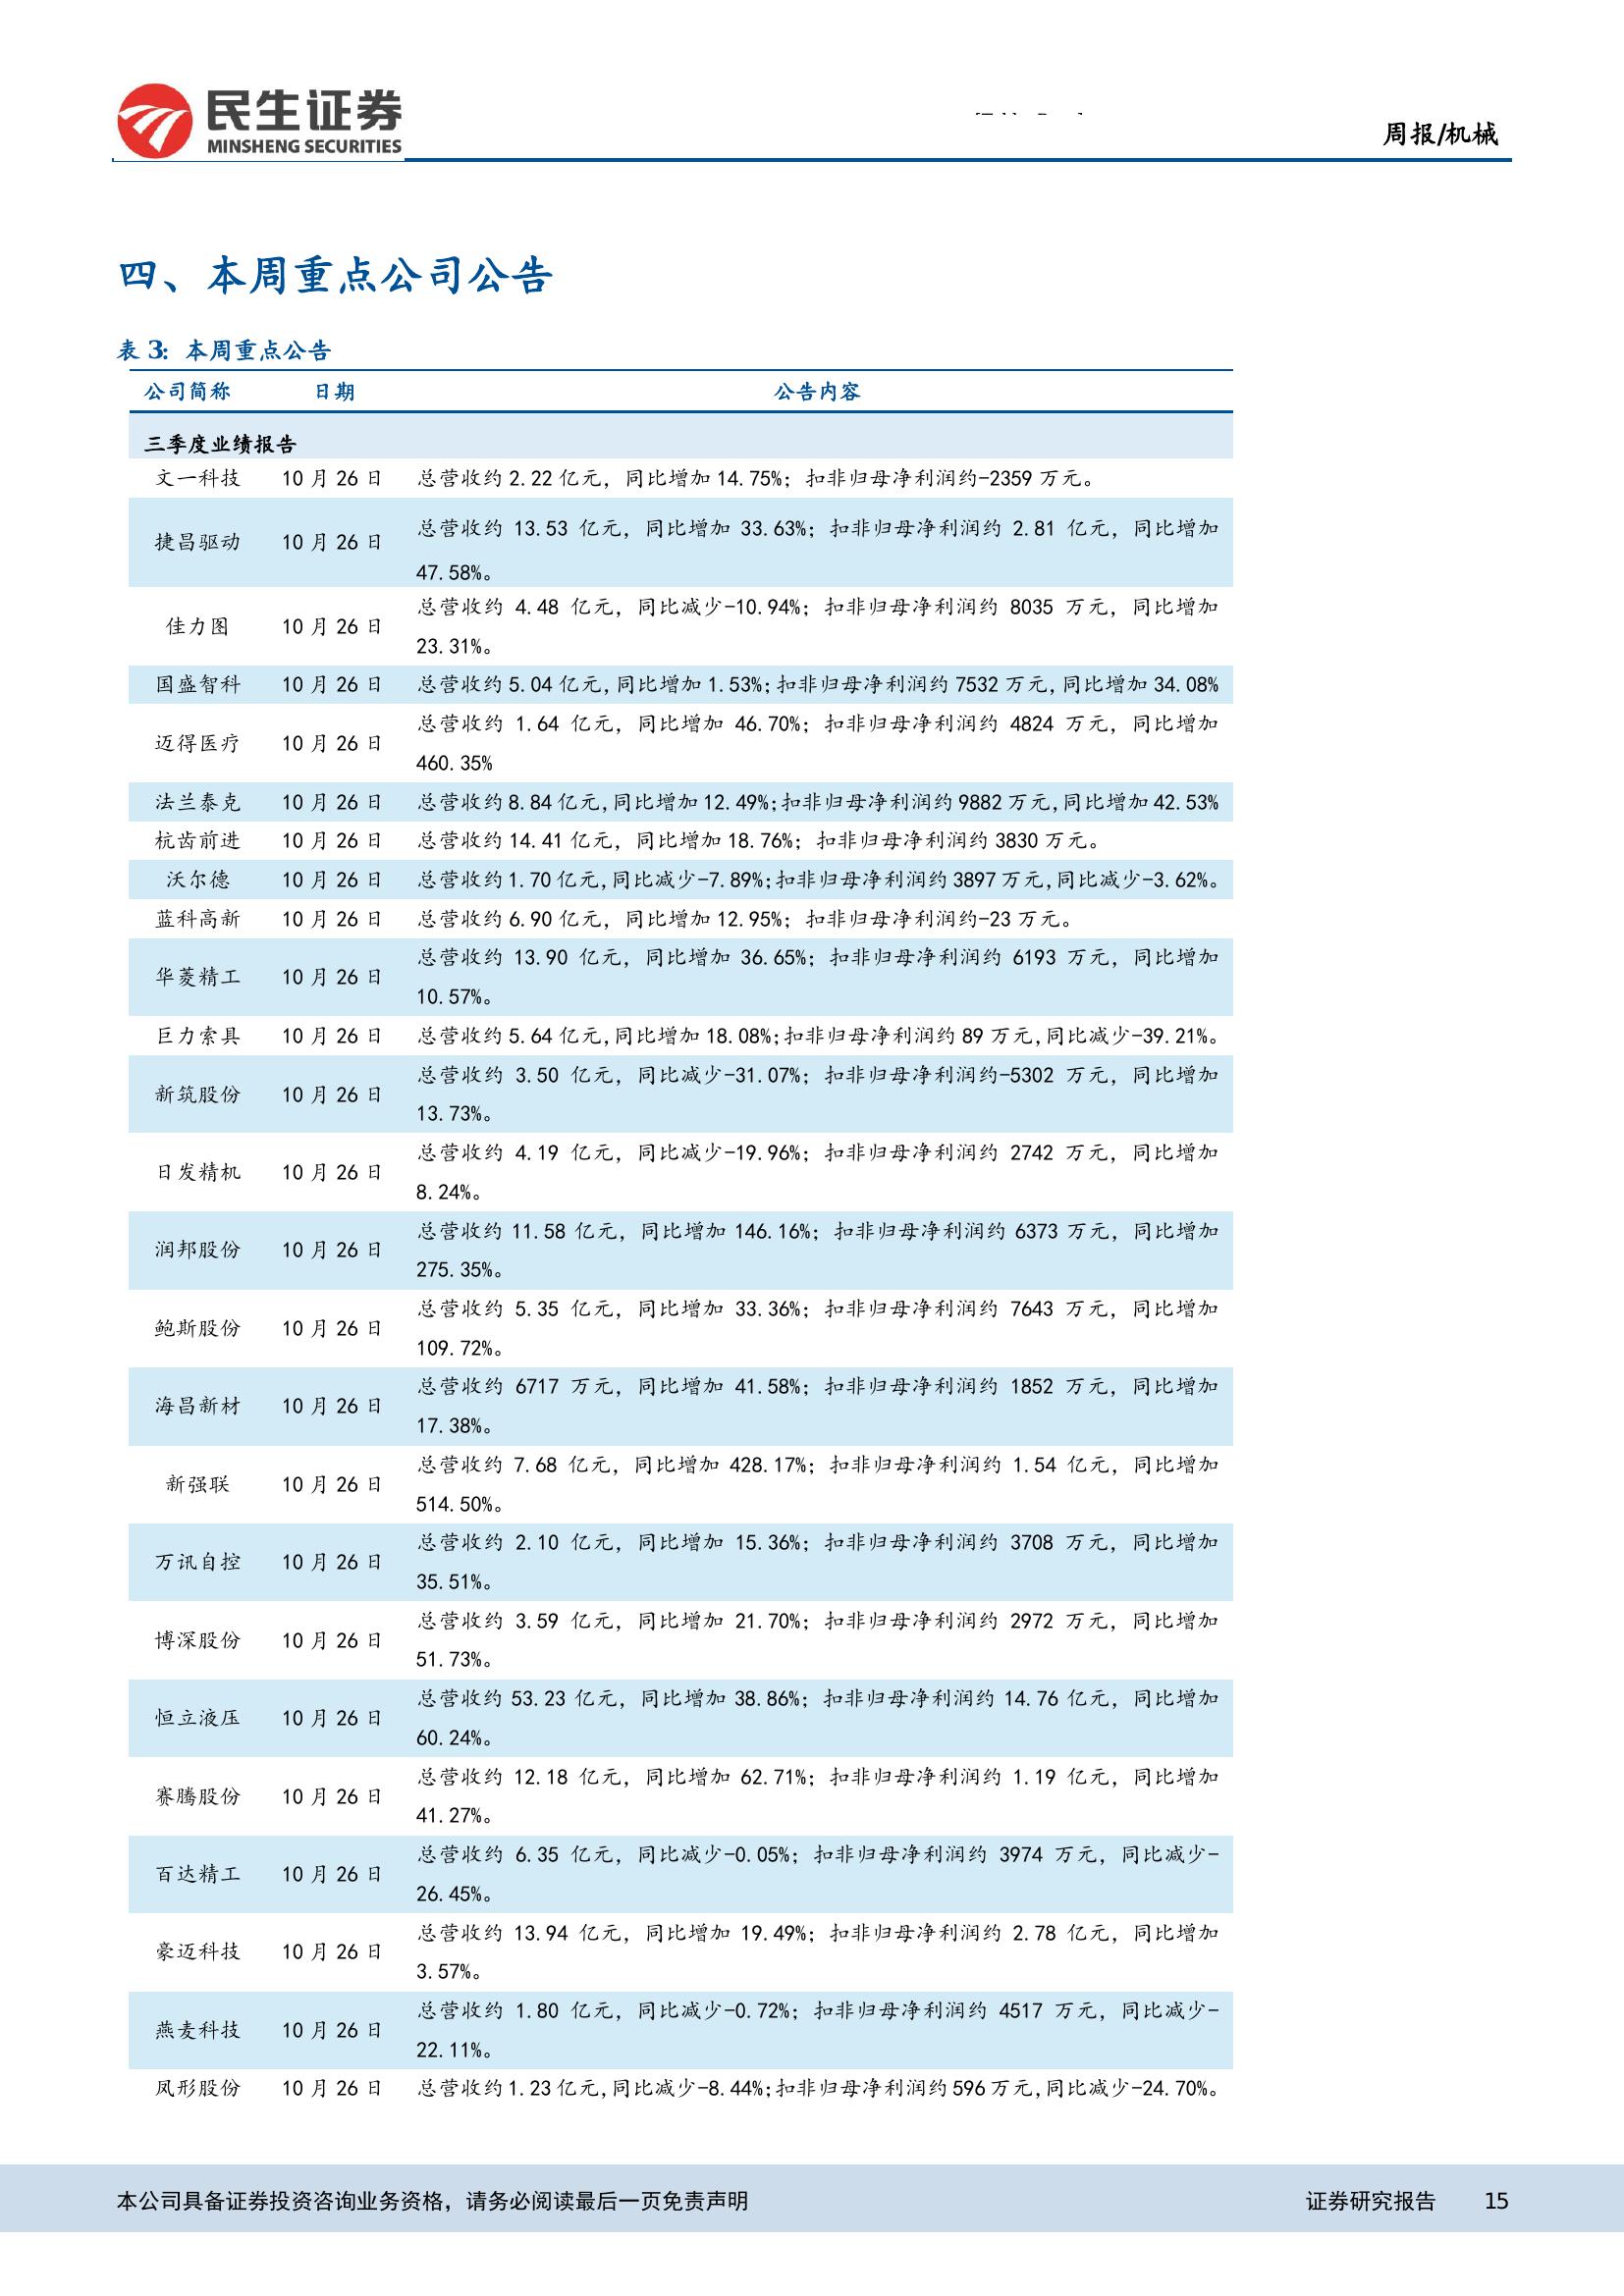 民生证券
MINSHENG SECURITIES
周报/机械
四、本周重点公司公告
表 3：本周重点公告
公司简称 日期 公告内容
三季度业绩报告
文一科技 10 月 26 日 总营收约 2.22 亿元，同比增加 14.75%；扣非归母净利润约-2359 万元。
捷昌驱动 10 月 26 日 总营收约 13.53 亿元，同比增加 33.63%；扣非归母净利润约 2.81 亿元，同比增加
47.58%。
佳力图 10 月 26 日 总营收约 4.48 亿元，同比减少-10.94%；扣非归母净利润约 8035 万元，同比增加
23.31%。
国盛智科 10 月 26 日 总营收约 5.04 亿元，同比增加 1.53%；扣非归母净利润约 7532 万元，同比增加 34.08%
迈得医疗 10 月 26 日 总营收约 1.64 亿元，同比增加 46.70%；扣非归母净利润约 4824 万元，同比增加
460.35%
法兰泰克 10 月 26 日 总营收约 8.84 亿元，同比增加 12.49%；扣非归母净利润约 9882 万元，同比增加 42.53%
杭齿前进 10 月 26 日 总营收约 14.41 亿元，同比增加 18.76%；扣非归母净利润约 3830 万元。
沃尔德 10 月 26 日 总营收约 1.70 亿元，同比减少-7.89%；扣非归母净利润约 3897 万元，同比减少-3.62%。
蓝科高新 10 月 26 日 总营收约 6.90 亿元，同比增加 12.95%；扣非归母净利润约-23 万元。
华菱精工 10 月 26 日 总营收约 13.90 亿元，同比增加 36.65%；扣非归母净利润约 6193 万元，同比增加
10.57%。
巨力索具 10 月 26 日 总营收约 5.64 亿元，同比增加 18.08%；扣非归母净利润约 89 万元，同比减少-39.21%。
新筑股份 10 月 26 日 总营收约 3.50 亿元，同比减少-31.07%；扣非归母净利润约-5302 万元，同比增加
13.73%。
日发精机 10 月 26 日 总营收约 4.19 亿元，同比减少-19.96%；扣非归母净利润约 2742 万元，同比增加
8.24%。
润邦股份 10 月 26 日 总营收约 11.58 亿元，同比增加 146.16%；扣非归母净利润约 6373 万元，同比增加
275.35%。
鲍斯股份 10 月 26 日 总营收约 5.35 亿元，同比增加 33.36%；扣非归母净利润约 7643 万元，同比增加
109.72%。
海昌新材 10 月 26 日 总营收约 6717 万元，同比增加 41.58%；扣非归母净利润约 1852 万元，同比增加
17.38%。
新强联 10 月 26 日 总营收约 7.68 亿元，同比增加 428.17%；扣非归母净利润约 1.54 亿元，同比增加
514.50%。
万讯自控 10 月 26 日 总营收约 2.10 亿元，同比增加 15.36%；扣非归母净利润约 3708 万元，同比增加
35.51%。
博深股份 10 月 26 日 总营收约 3.59 亿元，同比增加 21.70%；扣非归母净利润约 2972 万元，同比增加
51.73%。
恒立液压 10 月 26 日 总营收约 53.23 亿元，同比增加 38.86%；扣非归母净利润约 14.76 亿元，同比增加
60.24%。
赛腾股份 10 月 26 日 总营收约 12.18 亿元，同比增加 62.71%；扣非归母净利润约 1.19 亿元，同比增加
41.27%。
百达精工 10 月 26 日 总营收约 6.35 亿元，同比减少-0.05%；扣非归母净利润约 3974 万元，同比减少-
26.45%。
豪迈科技 10 月 26 日 总营收约 13.94 亿元，同比增加 19.49%；扣非归母净利润约 2.78 亿元，同比增加
3.57%。
燕麦科技 10 月 26 日 总营收约 1.80 亿元，同比减少-0.72%；扣非归母净利润约 4517 万元，同比减少-
22.11%。
凤形股份 10 月 26 日 总营收约 1.23 亿元，同比减少-8.44%；扣非归母净利润约 596 万元，同比减少-24.70%。
本公司具备证券投资咨询业务资格，请务必阅读最后一页免责声明 证券研究报告 15